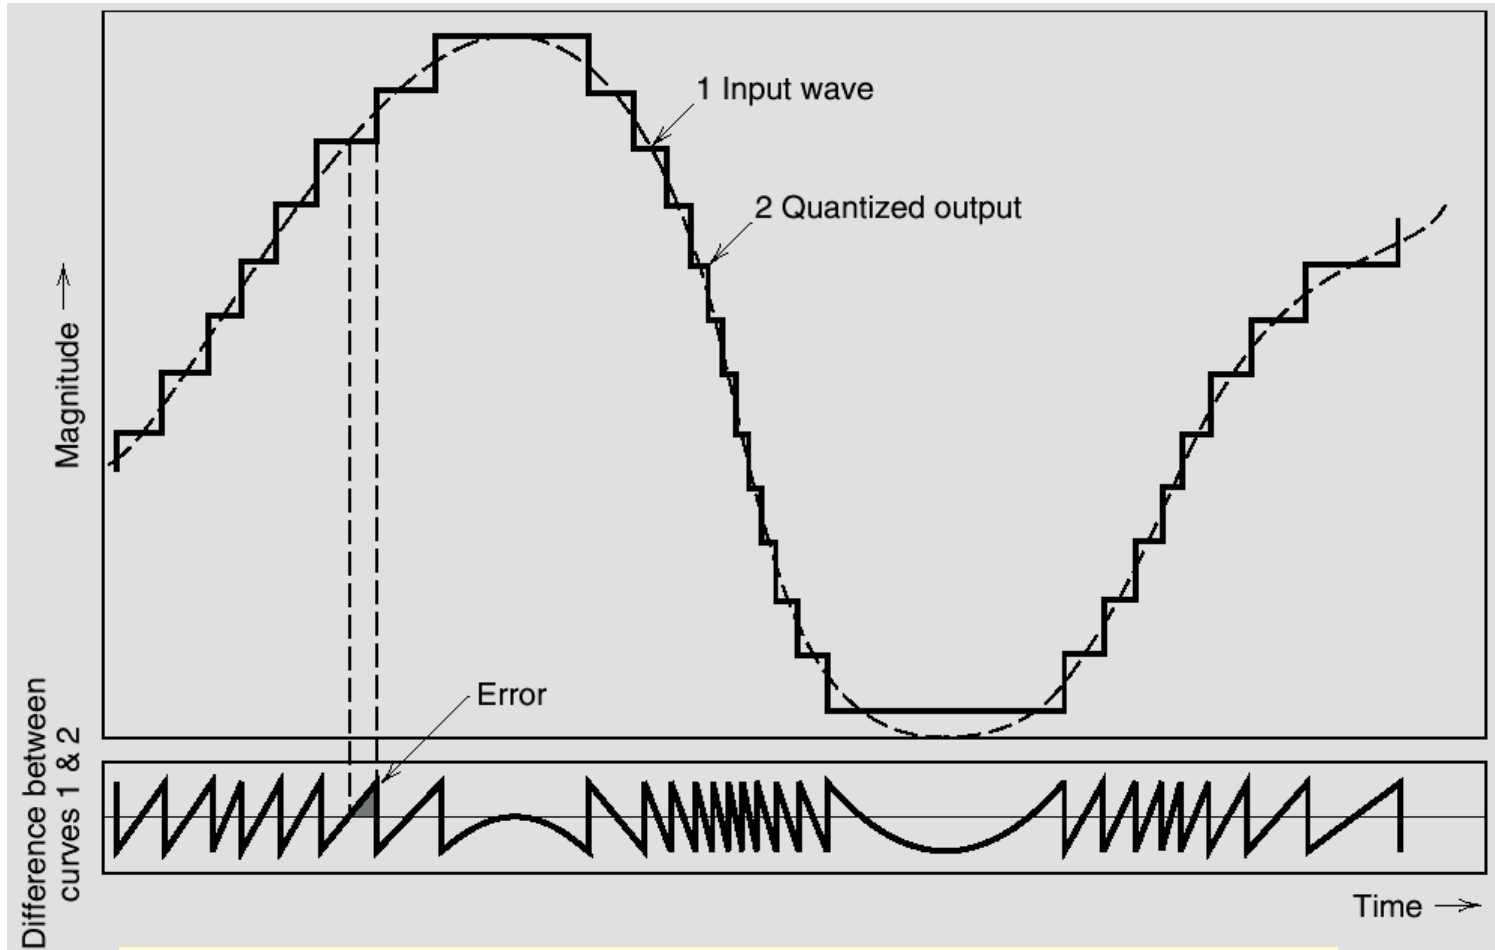 1 Input wave
2 Quantized output
Magnitude
Error
Difference between
curves 1 & 2
Time